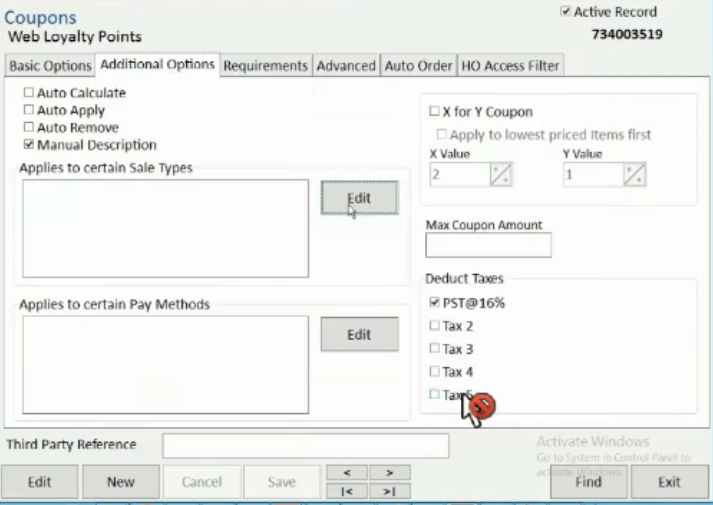 Coupons
Active Record
Web Loyalty Points
734003519
Basic Options Additional Options Requirements Advanced Auto Order HO Access Filter
Auto Calculate
Auto Apply
Auto Remove
Manual Description
Applies to certain Sale Types
Edit
X for Y Coupon
Apply to lowest priced Items first
X Value Y Value
2 1
Max Coupon Amount
Applies to certain Pay Methods
Edit
Deduct Taxes
PST@16%
Tax 2
Tax 3
Tax 4
Tax 5
Third Party Reference
Activate Windows
Go to System in Control Panel to
activate Windows.
Edit New Cancel Save < > Find Exit
|< >|